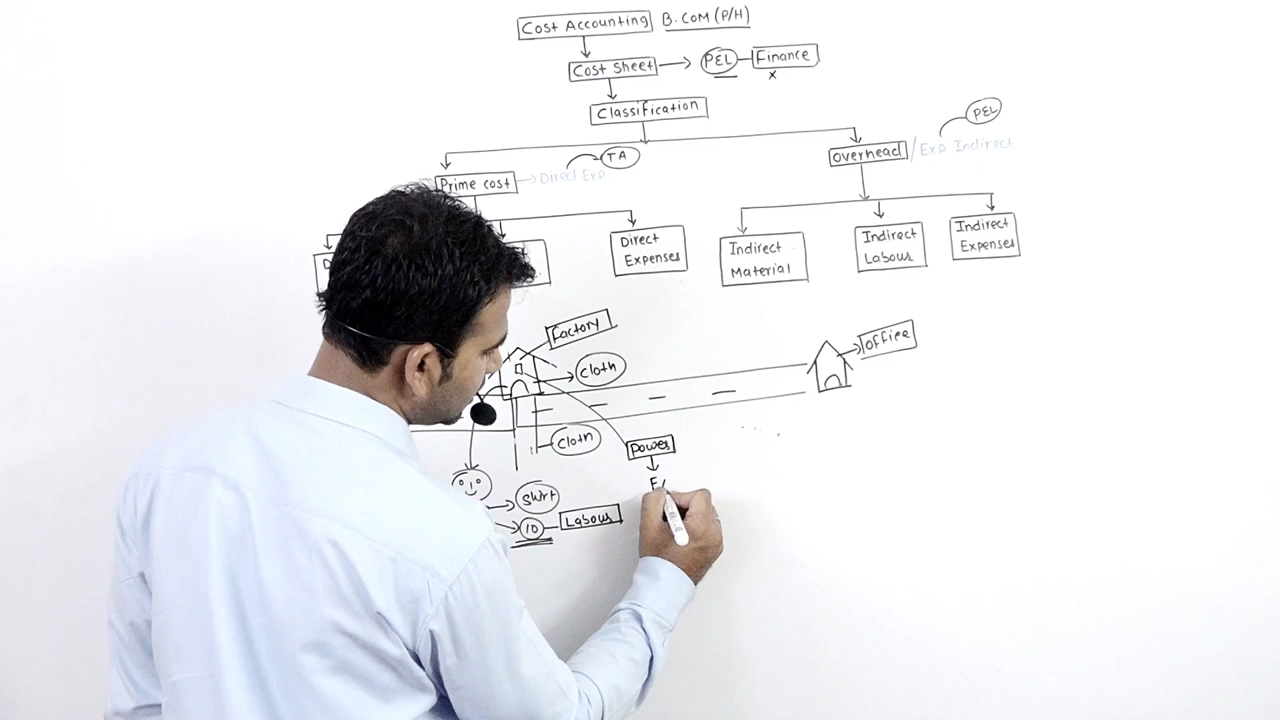 Cost Accounting B.COM (P/H)
Cost Sheet PEL Finance
x
Classification
PEL
TA
Overhead / Exp Indirect
Prime cost Direct Exp
Direct
Expenses
Indirect
Material
Indirect
Labour
Indirect
Expenses
Factory
office
cloth
cloth
Power
Shirt
10 Labour